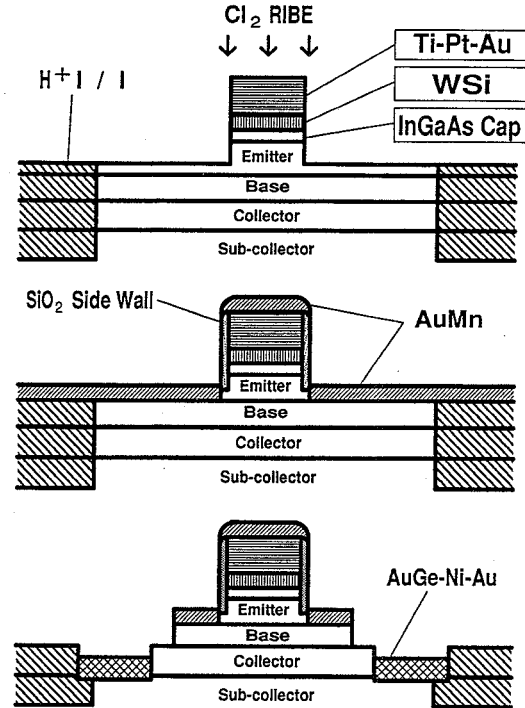 Cl2 RIBE
Ti-Pt-Au
H+ I / I
WSi
InGaAs Cap
Emitter
Base
Collector
Sub-collector
SiO2 Side Wall
AuMn
Emitter
Base
Collector
Sub-collector
AuGe-Ni-Au
Emitter
Base
Collector
Sub-collector